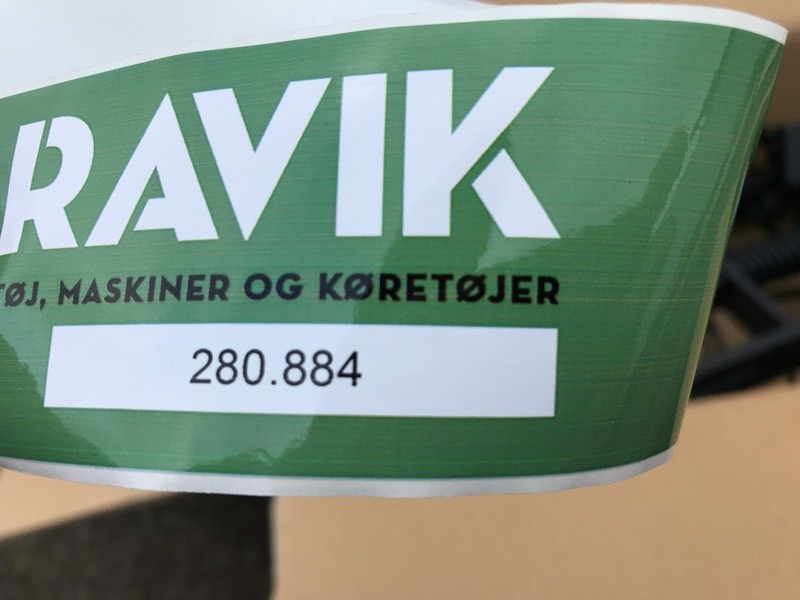 RAVIK
TØJ, MASKINER OG KØRETØJER
280.884